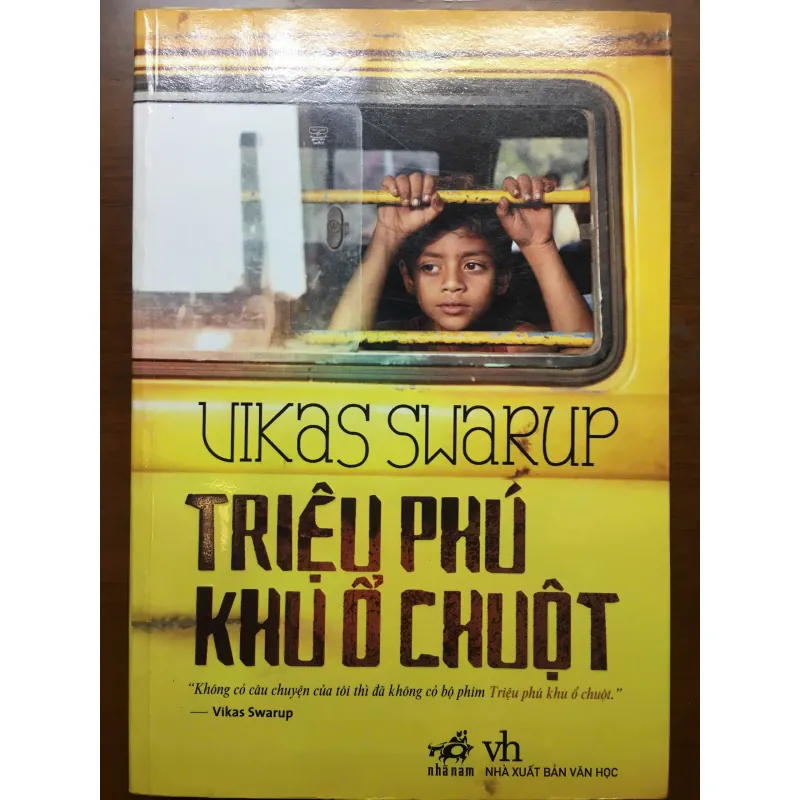 VIKAS SWARUP
TRIỆU PHÚ
KHU Ổ CHUỘT
“Không có câu chuyện của tôi thì đã không có bộ phim Triệu phú khu ổ chuột.”
— Vikas Swarup
nhã nam
vh
NHÀ XUẤT BẢN VĂN HỌC